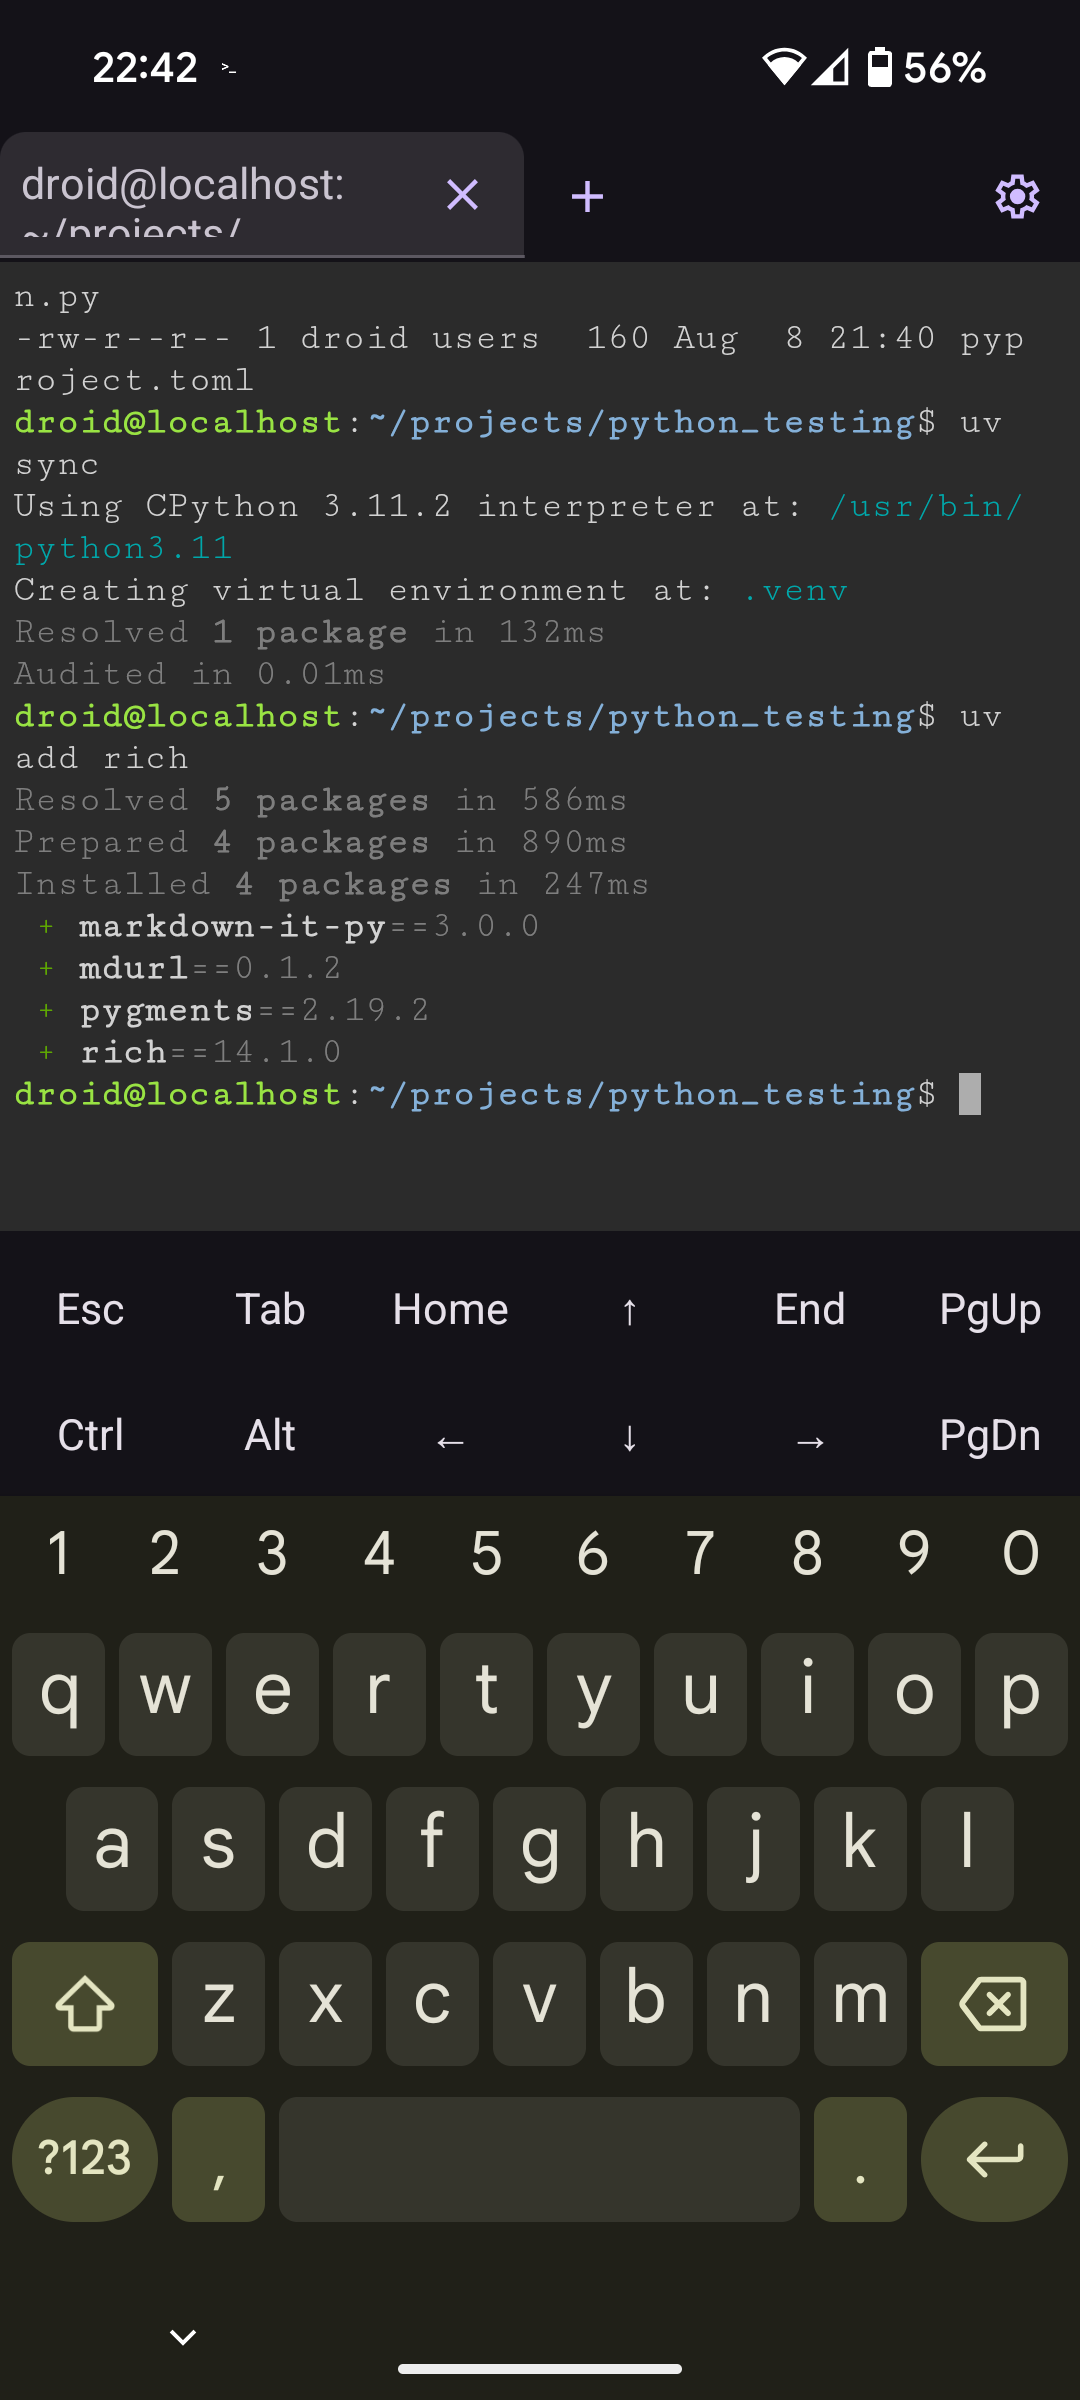 22:42 >_ 56%
droid@localhost:
~/projects/
n.py
-rw-r--r-- 1 droid users  160 Aug  8 21:40 pyp
roject.toml
droid@localhost:~/projects/python_testing$ uv
sync
Using CPython 3.11.2 interpreter at: /usr/bin/
python3.11
Creating virtual environment at: .venv
Resolved 1 package in 132ms
Audited in 0.01ms
droid@localhost:~/projects/python_testing$ uv
add rich
Resolved 5 packages in 586ms
Prepared 4 packages in 890ms
Installed 4 packages in 247ms
 + markdown-it-py==3.0.0
 + mdurl==0.1.2
 + pygments==2.19.2
 + rich==14.1.0
droid@localhost:~/projects/python_testing$
Esc Tab Home ↑ End PgUp
Ctrl Alt ← ↓ → PgDn
1 2 3 4 5 6 7 8 9 0
q w e r t y u i o p
a s d f g h j k l
z x c v b n m
?123 , .